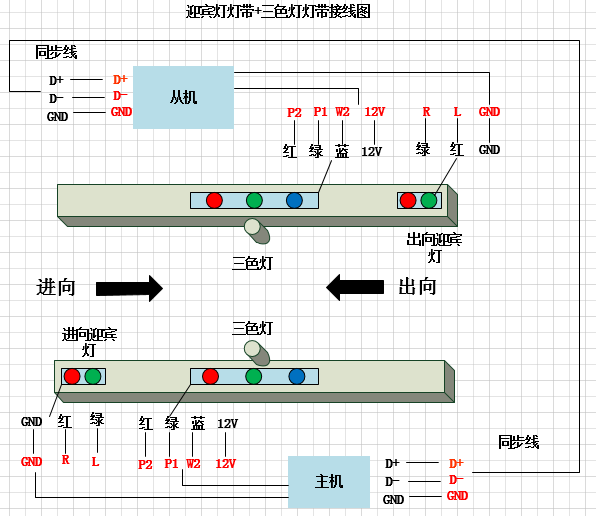 迎宾灯灯带+三色灯灯带接线图
同步线
D+ D+
D- D-
GND GND
从机
P2 P1 W2 12V R L GND
红 绿 蓝 12V 绿 红 GND
出向迎宾
灯
三色灯
进向
出向
三色灯
进向迎宾
灯
GND 红 绿 红 绿 蓝 12V
GND R L P2 P1 W2 12V
同步线
主机
D+ D+
D- D-
GND GND